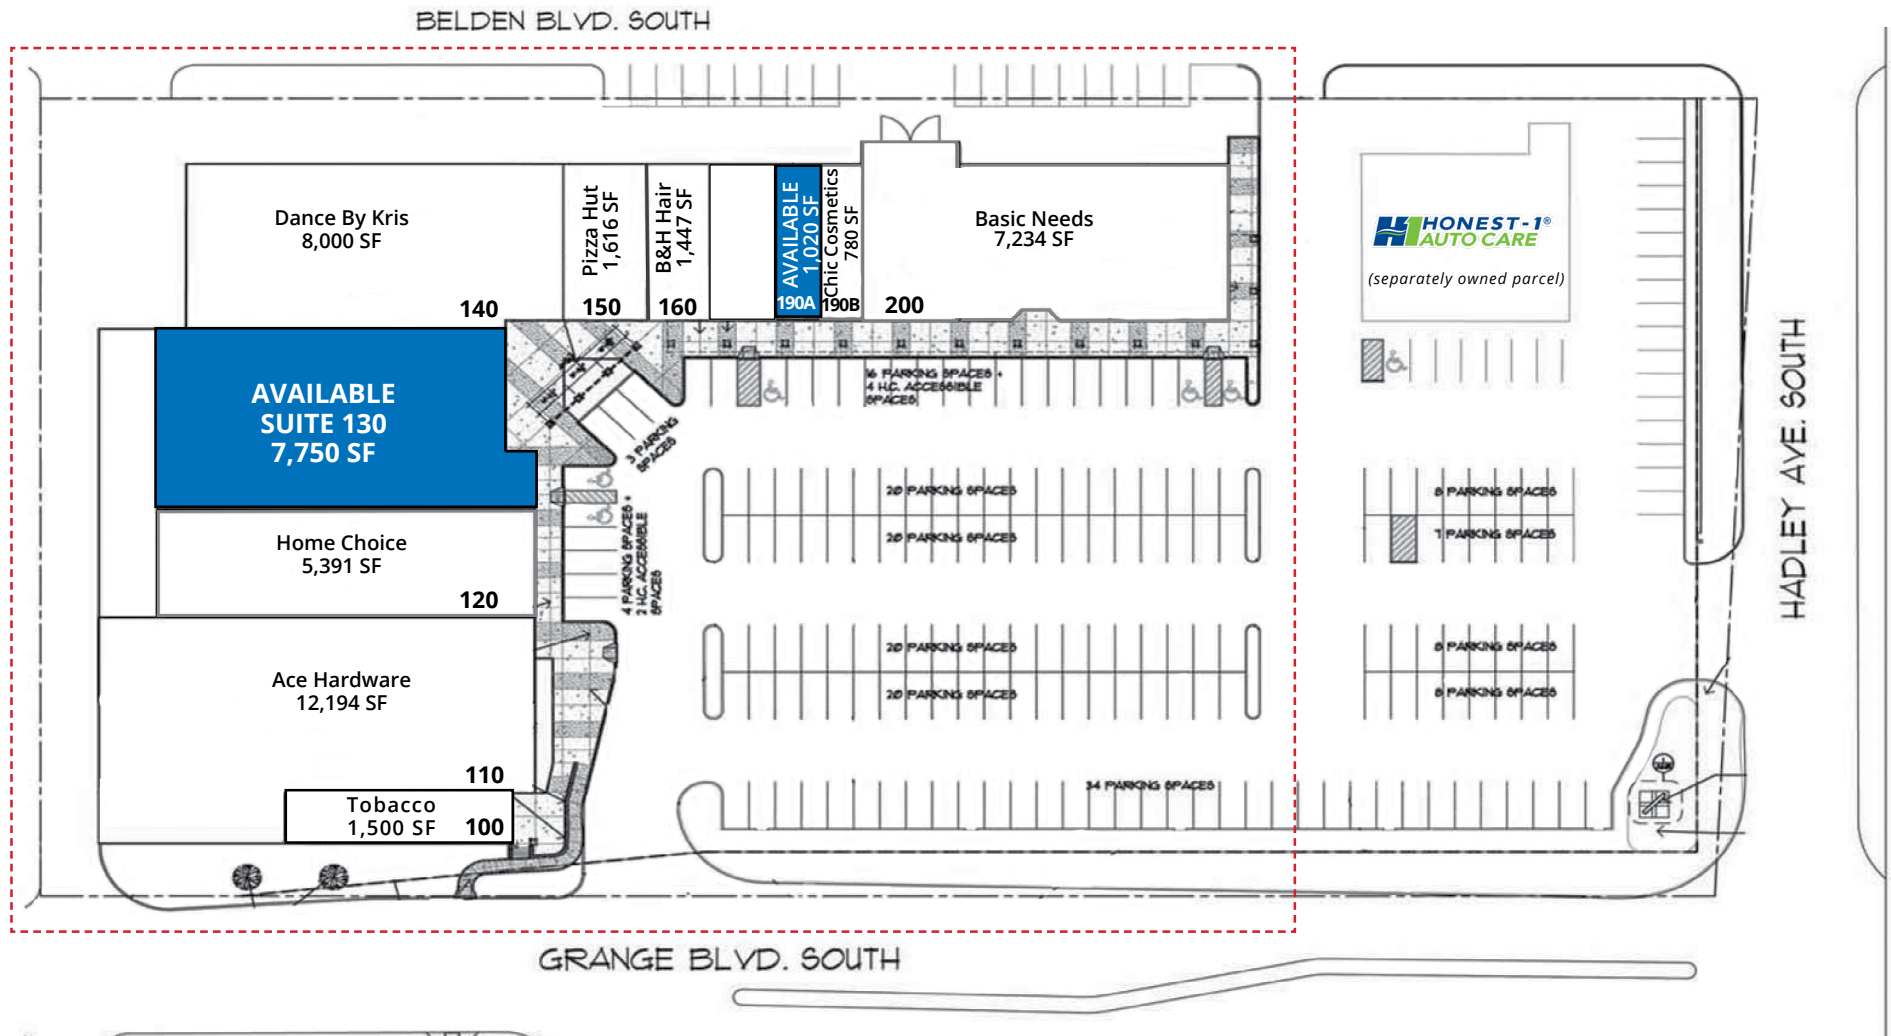 BELDEN BLVD. SOUTH
Dance By Kris
8,000 SF
140
Pizza Hut
1,616 SF
150
B&H Hair
1,447 SF
160
AVAILABLE
1,020 SF
190A
Chic Cosmetics
780 SF
190B
Basic Needs
7,234 SF
200
HONEST-1®
AUTO CARE
(separately owned parcel)
AVAILABLE
SUITE 130
7,750 SF
16 PARKING SPACES +
4 H.C. ACCESSIBLE
SPACES
3 PARKING
SPACES
4 PARKING SPACES +
2 H.C. ACCESSIBLE
SPACES
20 PARKING SPACES
20 PARKING SPACES
8 PARKING SPACES
7 PARKING SPACES
Home Choice
5,391 SF
120
20 PARKING SPACES
20 PARKING SPACES
8 PARKING SPACES
8 PARKING SPACES
HADLEY AVE. SOUTH
Ace Hardware
12,194 SF
110
34 PARKING SPACES
Tobacco
1,500 SF
100
GRANGE BLVD. SOUTH